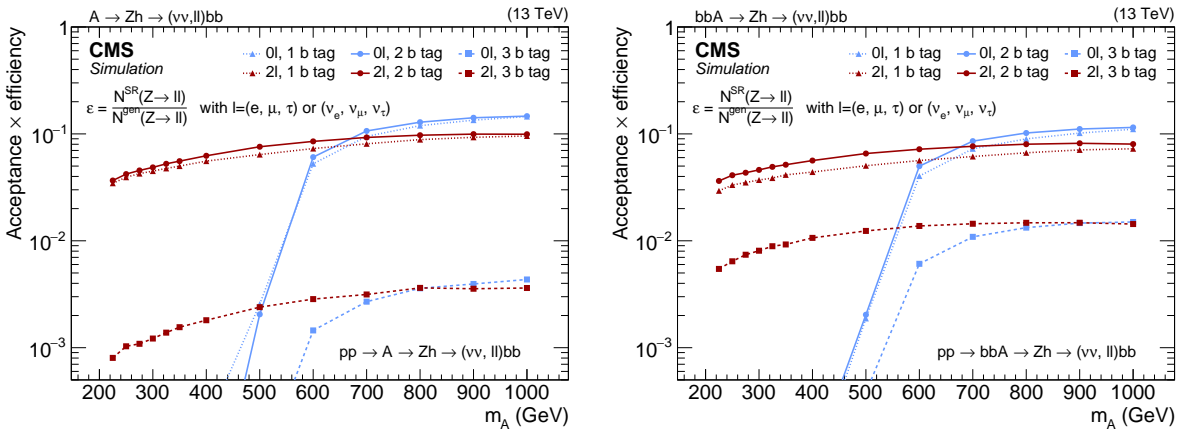 A → Zh → (νν,ll)bb (13 TeV)
CMS
Simulation
0l, 1 b tag 0l, 2 b tag 0l, 3 b tag
2l, 1 b tag 2l, 2 b tag 2l, 3 b tag
ε = N^SR(Z→ ll) / N^gen(Z→ ll) with l=(e, μ, τ) or (ν_e, ν_μ, ν_τ)
Acceptance × efficiency
1
10^−1
10^−2
10^−3
pp → A → Zh → (νν, ll)bb
200 300 400 500 600 700 800 900 1000
m_A (GeV)
bbA → Zh → (νν,ll)bb (13 TeV)
CMS
Simulation
0l, 1 b tag 0l, 2 b tag 0l, 3 b tag
2l, 1 b tag 2l, 2 b tag 2l, 3 b tag
ε = N^SR(Z→ ll) / N^gen(Z→ ll) with l=(e, μ, τ) or (ν_e, ν_μ, ν_τ)
Acceptance × efficiency
1
10^−1
10^−2
10^−3
pp → bbA → Zh → (νν, ll)bb
200 300 400 500 600 700 800 900 1000
m_A (GeV)